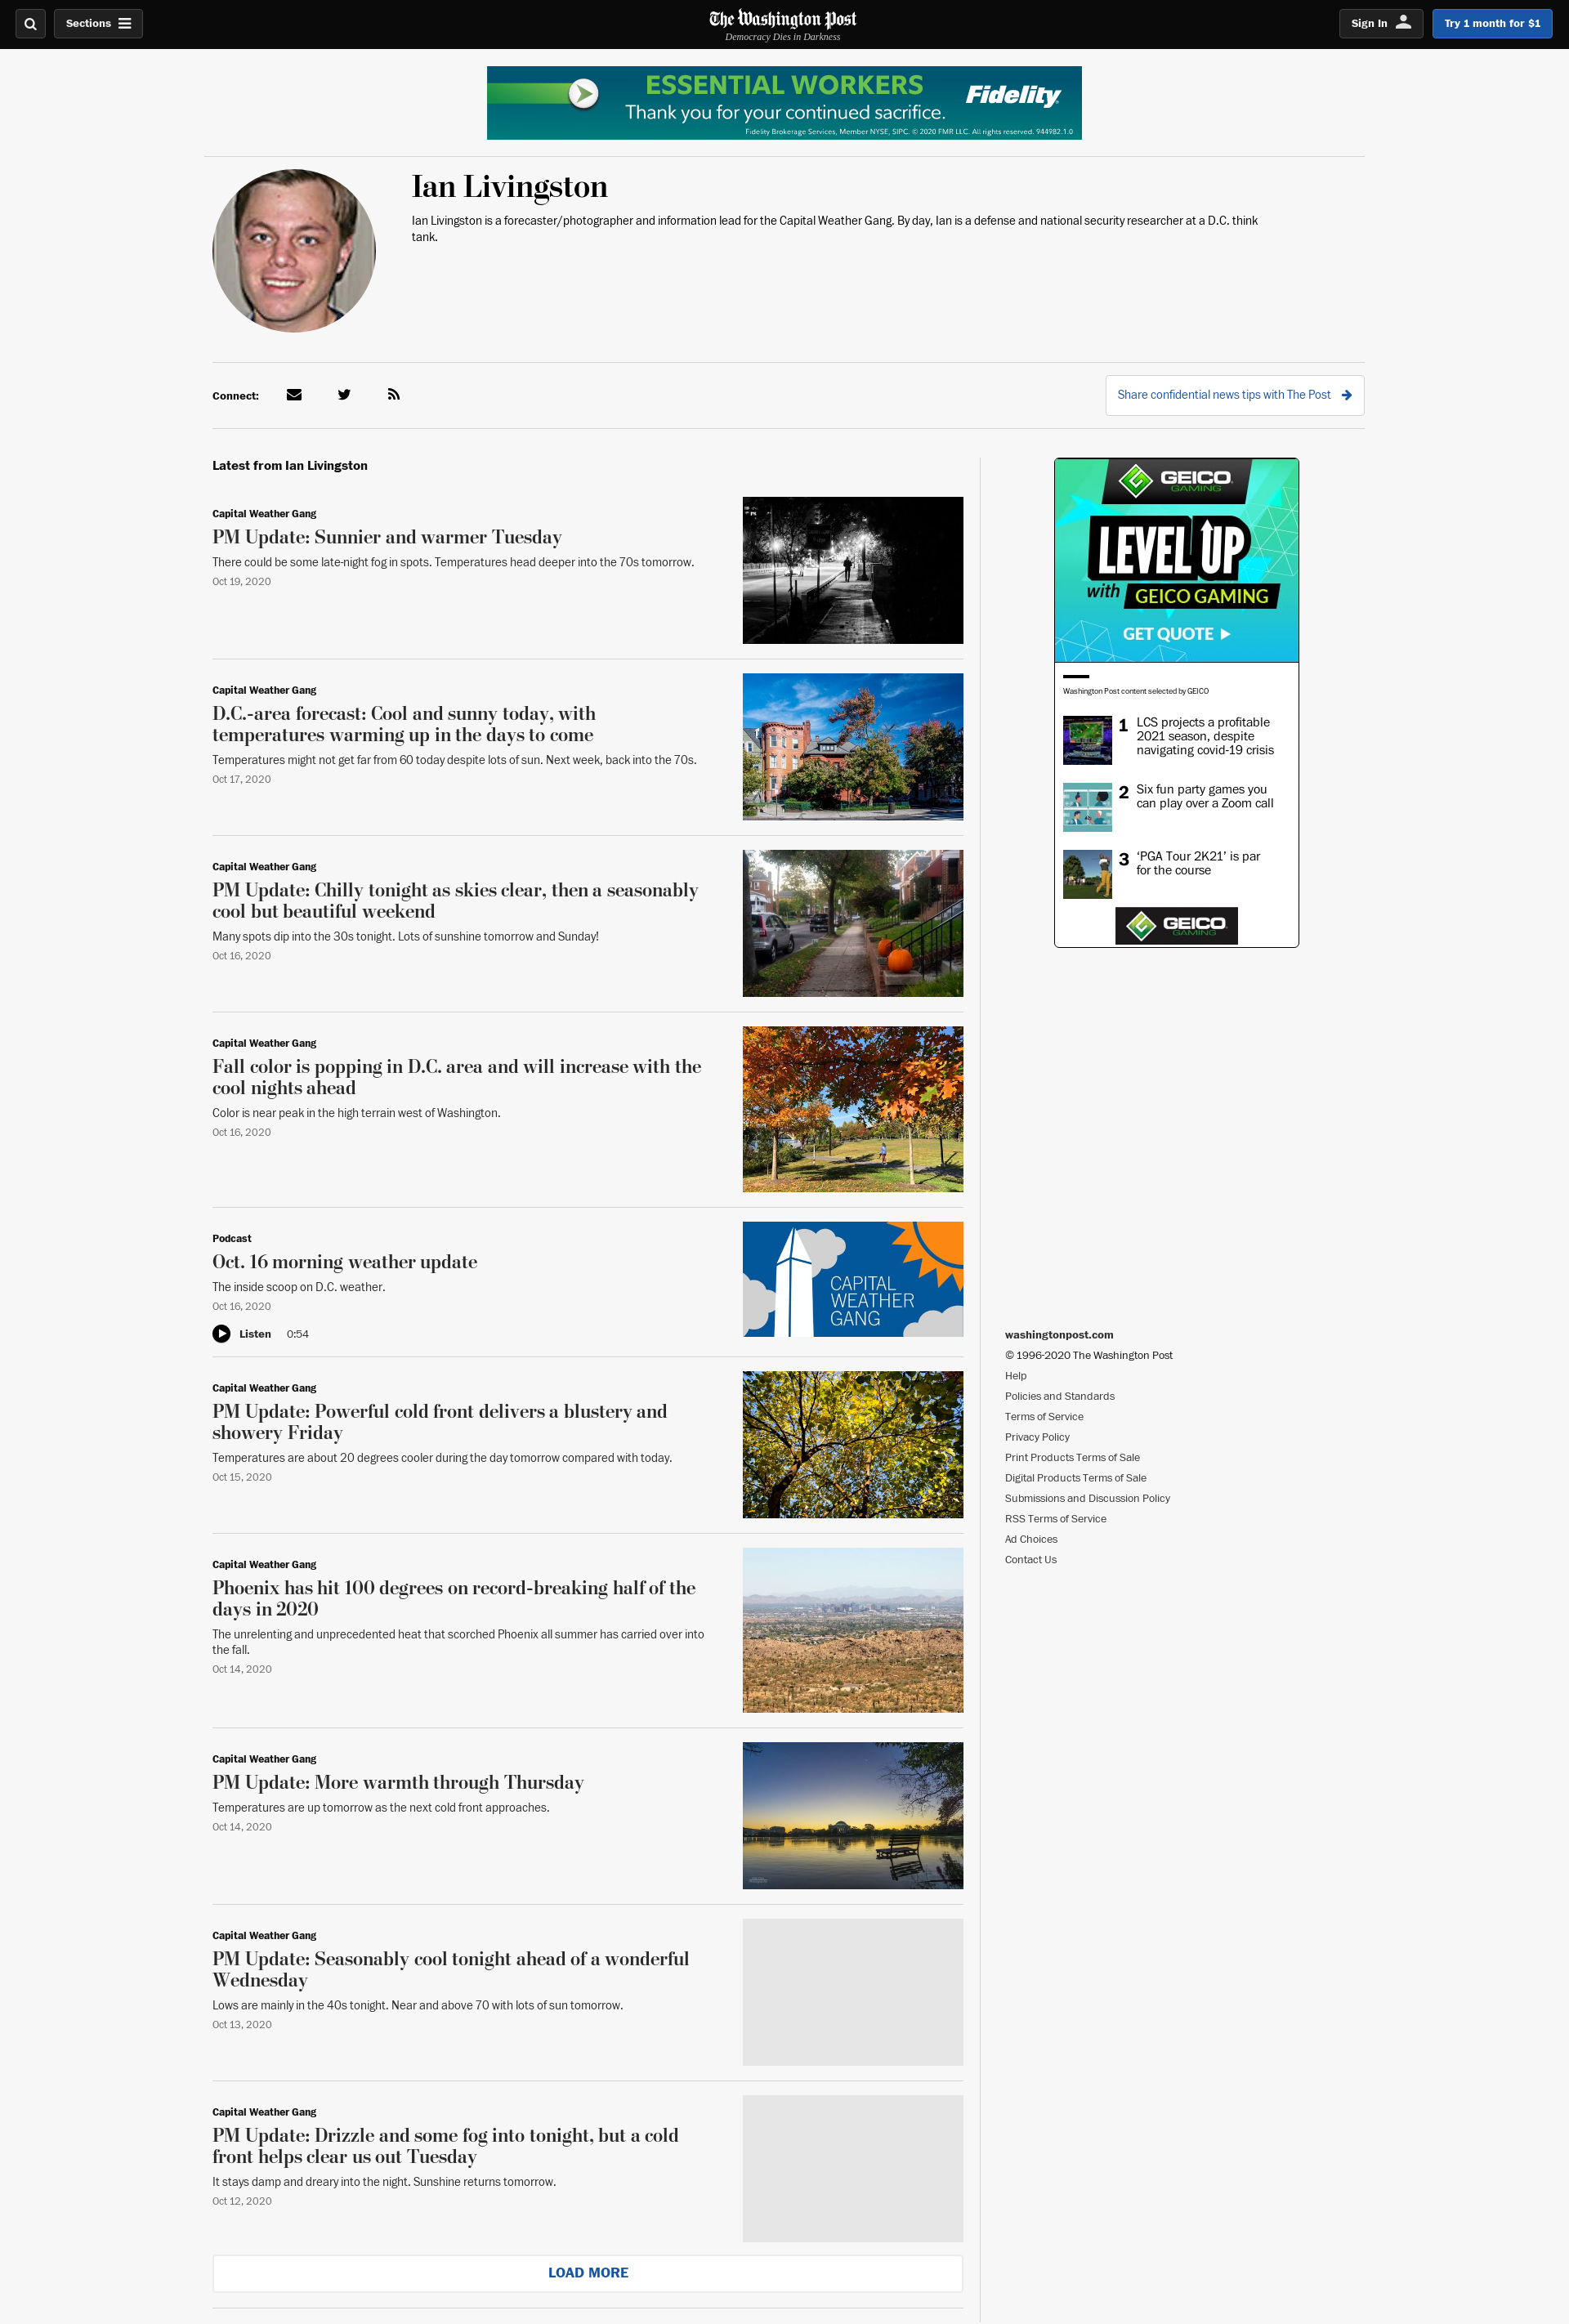 Sections
The Washington Post
Democracy Dies in Darkness
Sign In
Try 1 month for $1
ESSENTIAL WORKERS
Thank you for your continued sacrifice.
Fidelity
Fidelity Brokerage Services, Member NYSE, SIPC. © 2020 FMR LLC. All rights reserved. 944982.1.0
Ian Livingston
Ian Livingston is a forecaster/photographer and information lead for the Capital Weather Gang. By day, Ian is a defense and national security researcher at a D.C. think
tank.
Connect:
Share confidential news tips with The Post
Latest from Ian Livingston
Capital Weather Gang
PM Update: Sunnier and warmer Tuesday
There could be some late-night fog in spots. Temperatures head deeper into the 70s tomorrow.
Oct 19, 2020
Capital Weather Gang
D.C.-area forecast: Cool and sunny today, with
temperatures warming up in the days to come
Temperatures might not get far from 60 today despite lots of sun. Next week, back into the 70s.
Oct 17, 2020
Capital Weather Gang
PM Update: Chilly tonight as skies clear, then a seasonably
cool but beautiful weekend
Many spots dip into the 30s tonight. Lots of sunshine tomorrow and Sunday!
Oct 16, 2020
Capital Weather Gang
Fall color is popping in D.C. area and will increase with the
cool nights ahead
Color is near peak in the high terrain west of Washington.
Oct 16, 2020
Podcast
Oct. 16 morning weather update
The inside scoop on D.C. weather.
Oct 16, 2020
Listen 0:54
CAPITAL
WEATHER
GANG
Capital Weather Gang
PM Update: Powerful cold front delivers a blustery and
showery Friday
Temperatures are about 20 degrees cooler during the day tomorrow compared with today.
Oct 15, 2020
Capital Weather Gang
Phoenix has hit 100 degrees on record-breaking half of the
days in 2020
The unrelenting and unprecedented heat that scorched Phoenix all summer has carried over into
the fall.
Oct 14, 2020
Capital Weather Gang
PM Update: More warmth through Thursday
Temperatures are up tomorrow as the next cold front approaches.
Oct 14, 2020
Capital Weather Gang
PM Update: Seasonably cool tonight ahead of a wonderful
Wednesday
Lows are mainly in the 40s tonight. Near and above 70 with lots of sun tomorrow.
Oct 13, 2020
Capital Weather Gang
PM Update: Drizzle and some fog into tonight, but a cold
front helps clear us out Tuesday
It stays damp and dreary into the night. Sunshine returns tomorrow.
Oct 12, 2020
LOAD MORE
GEICO
GAMING
LEVEL UP
with GEICO GAMING
GET QUOTE
Washington Post content selected by GEICO
1 LCS projects a profitable
2021 season, despite
navigating covid-19 crisis
2 Six fun party games you
can play over a Zoom call
3 ‘PGA Tour 2K21’ is par
for the course
GEICO
GAMING
washingtonpost.com
© 1996-2020 The Washington Post
Help
Policies and Standards
Terms of Service
Privacy Policy
Print Products Terms of Sale
Digital Products Terms of Sale
Submissions and Discussion Policy
RSS Terms of Service
Ad Choices
Contact Us